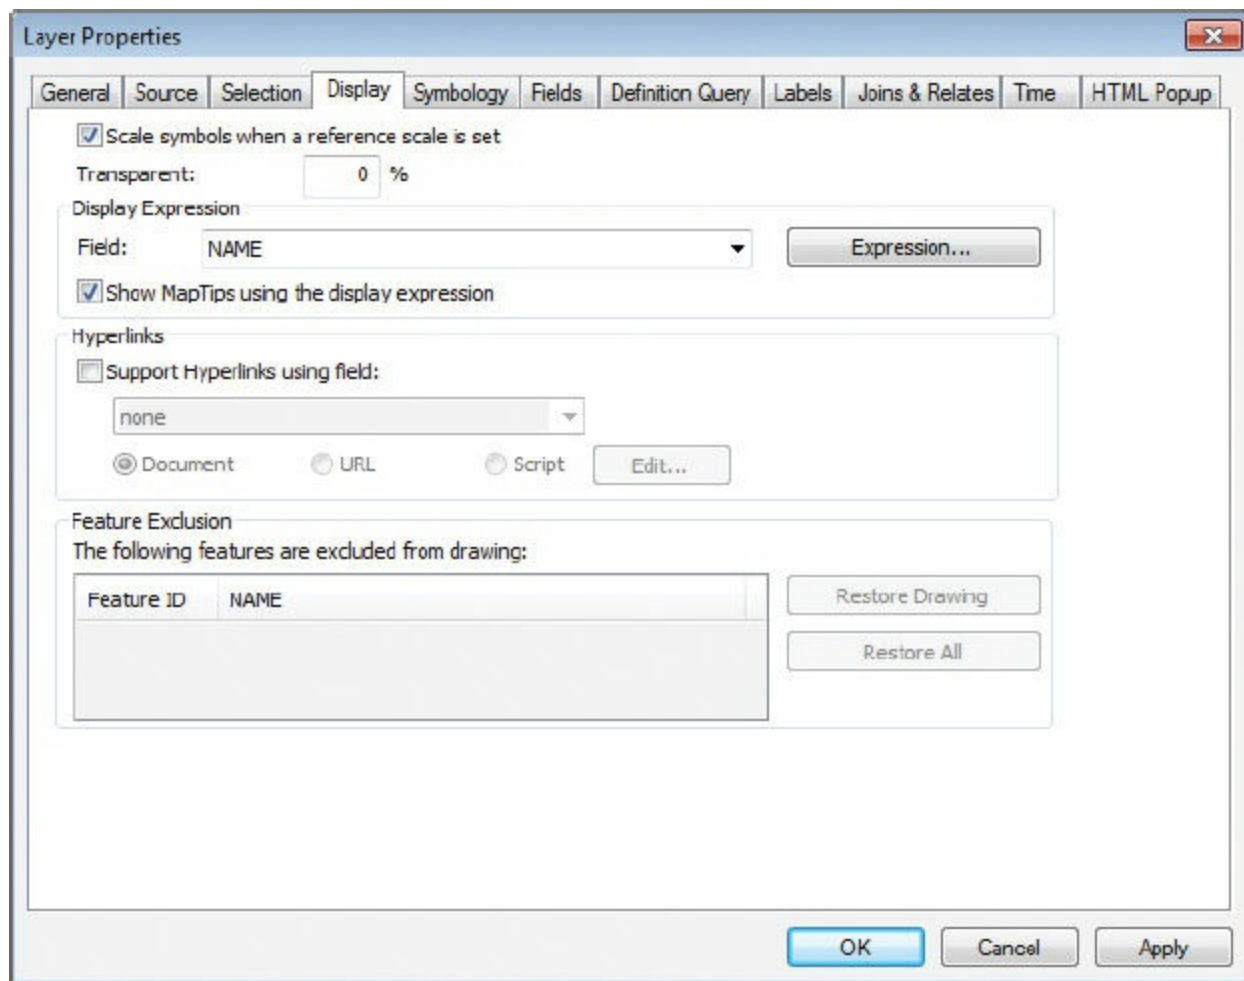 Layer Properties
General Source Selection Display Symbology Fields Definition Query Labels Joins & Relates Time HTML Popup
Scale symbols when a reference scale is set
Transparent: 0 %
Display Expression
Field: NAME Expression...
Show MapTips using the display expression
Hyperlinks
Support Hyperlinks using field:
none
Document URL Script Edit...
Feature Exclusion
The following features are excluded from drawing:
Feature ID NAME Restore Drawing
Restore All
OK Cancel Apply